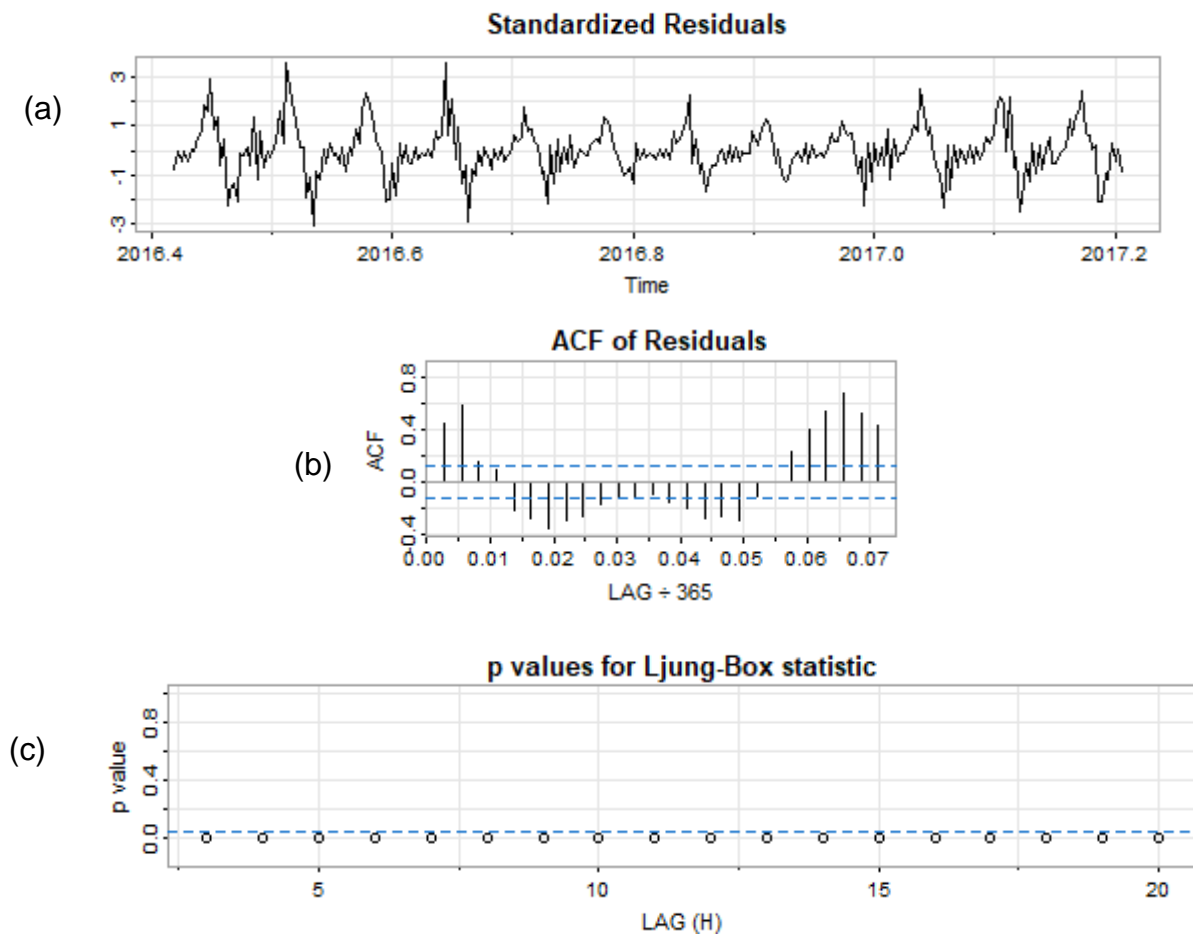 Standardized Residuals
(a)
3
1
-1
-3
2016.4 2016.6 2016.8 2017.0 2017.2
Time
ACF of Residuals
(b)
ACF
0.8
0.4
0.0
0.4
0.00 0.01 0.02 0.03 0.04 0.05 0.06 0.07
LAG ÷ 365
p values for Ljung-Box statistic
(c)
p value
0.8
0.4
0.0
5 10 15 20
LAG (H)